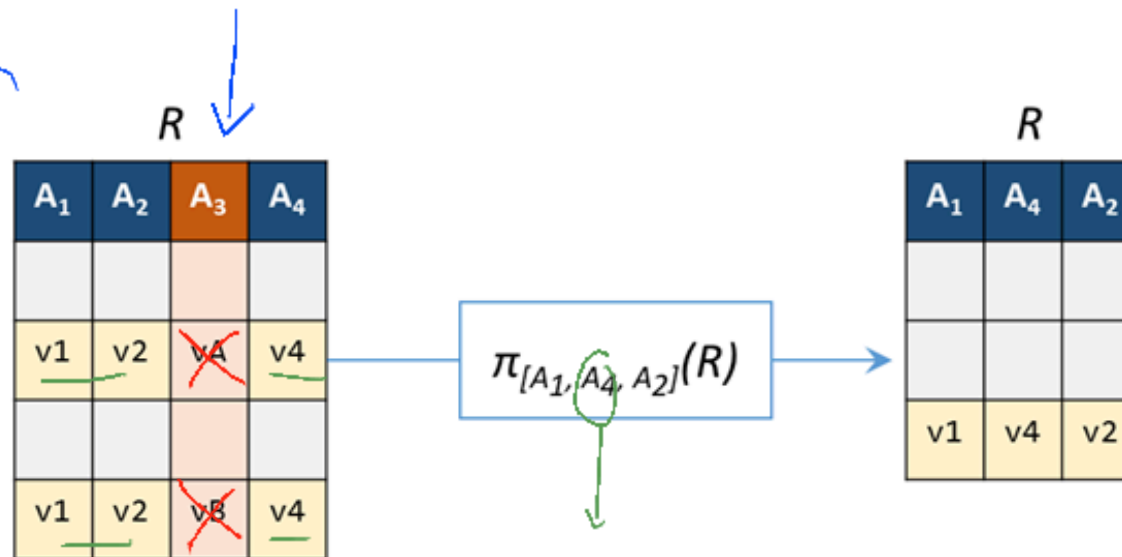 R
R
A1 A2 A3 A4
A1 A4 A2
v1 v2 vA v4
π[A1, A4, A2](R)
v1 v4 v2
v1 v2 vB v4